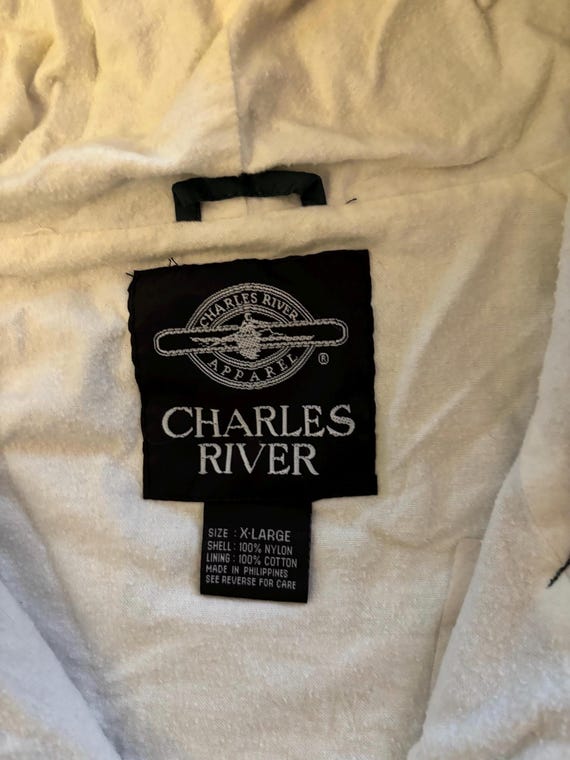 CHARLES RIVER
APPAREL
®
CHARLES
RIVER
SIZE : X-LARGE
SHELL : 100% NYLON
LINING : 100% COTTON
MADE IN PHILIPPINES
SEE REVERSE FOR CARE